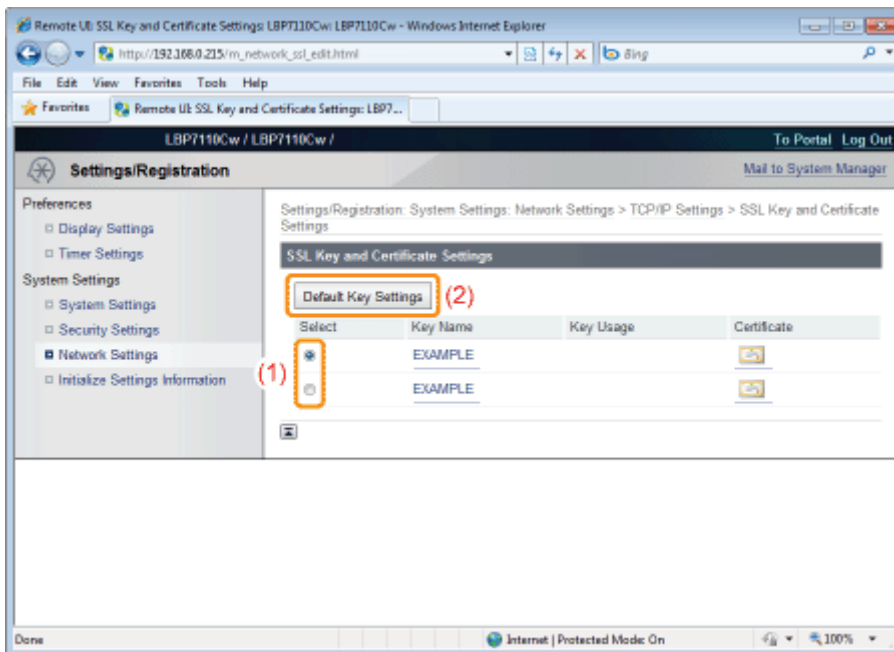 Remote UI: SSL Key and Certificate Settings: LBP7110Cw: LBP7110Cw - Windows Internet Explorer
http://192.168.0.215/m_network_ssl_edit.html
Bing
File Edit View Favorites Tools Help
Favorites
Remote UI: SSL Key and Certificate Settings: LBP7...
LBP7110Cw / LBP7110Cw /
To Portal Log Out
Settings/Registration
Mail to System Manager
Preferences
Display Settings
Timer Settings
System Settings
System Settings
Security Settings
Network Settings
Initialize Settings Information
Settings/Registration: System Settings: Network Settings > TCP/IP Settings > SSL Key and Certificate
Settings
SSL Key and Certificate Settings
Default Key Settings
(2)
Select Key Name Key Usage Certificate
(1)
EXAMPLE
EXAMPLE
Done
Internet | Protected Mode: On
100%